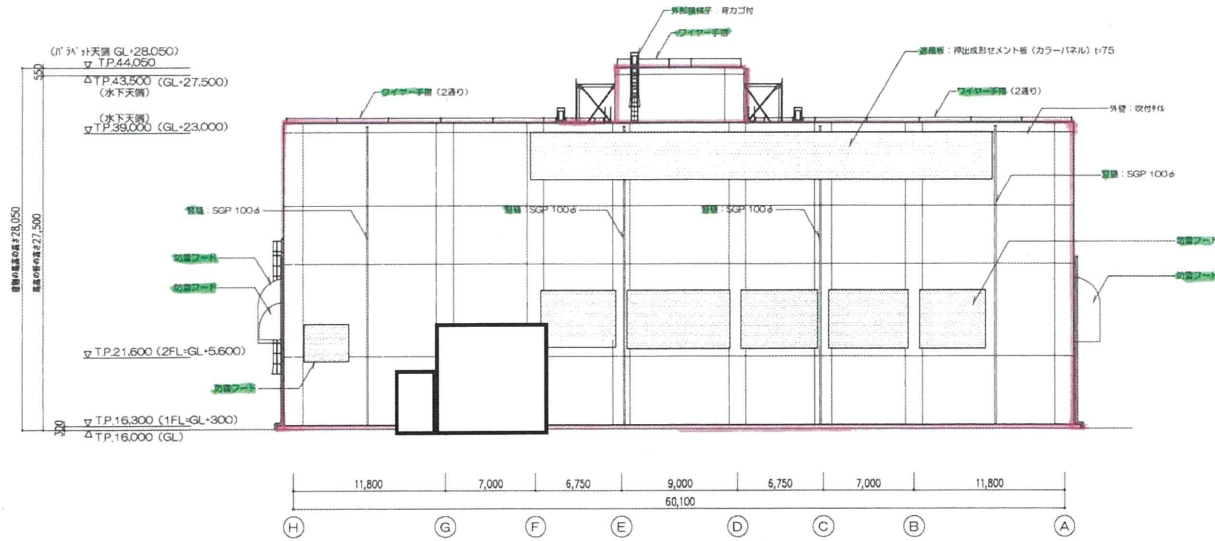 外部猿梯子：背カゴ付
ワイヤー手摺
(パラペット天端 GL+28.050)
T.P.44,050
T.P.43,500 (GL+27.500)
(水下天端)
550
遮蔽板：押出成形セメント板（カラーパネル）t=75
ワイヤー手摺（2通り）
ワイヤー手摺（2通り）
(水下天端)
T.P.39,000 (GL+23.000)
外壁：吹付タイル
竪樋：SGP 100φ
竪樋：SGP 100φ
竪樋：SGP 100φ
竪樋：SGP 100φ
建物の最高の高さ28,050
最高の軒の高さ27,500
防雪フード
防雪フード
防雪フード
防雪フード
T.P.21,600 (2FL=GL+5.600)
防雪フード
T.P.16,300 (1FL=GL+300)
T.P.16,000 (GL)
11,800 7,000 6,750 9,000 6,750 7,000 11,800
60,100
H G F E D C B A